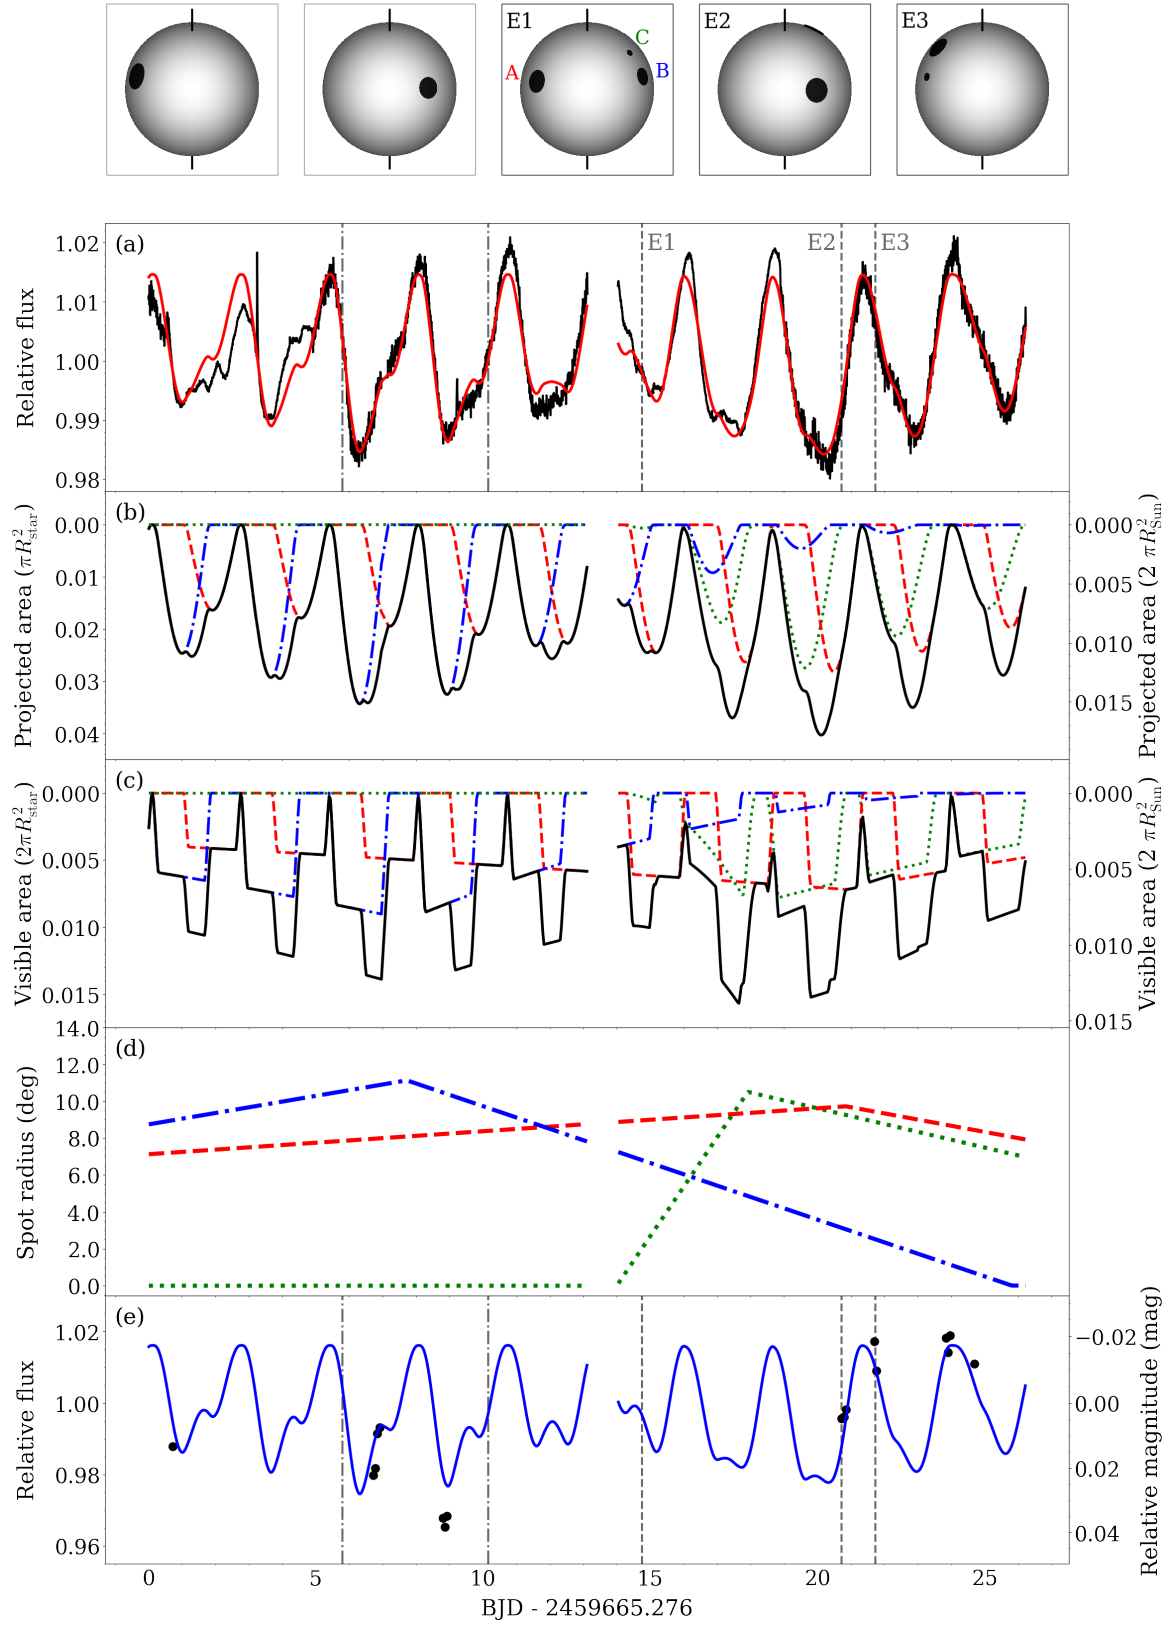 E1
E2
E3
A
C
B
(a)
E1
E2
E3
1.02
1.01
1.00
0.99
0.98
Relative flux
(b)
0.00
0.01
0.02
0.03
0.04
Projected area (πR²star)
0.000
0.005
0.010
0.015
Projected area (2 πR²Sun)
(c)
0.000
0.005
0.010
0.015
Visible area (2πR²star)
0.000
0.005
0.010
0.015
Visible area (2 πR²Sun)
(d)
14.0
12.0
10.0
8.0
6.0
4.0
2.0
0.0
Spot radius (deg)
(e)
1.02
1.00
0.98
0.96
Relative flux
−0.02
0.00
0.02
0.04
Relative magnitude (mag)
0 5 10 15 20 25
BJD - 2459665.276